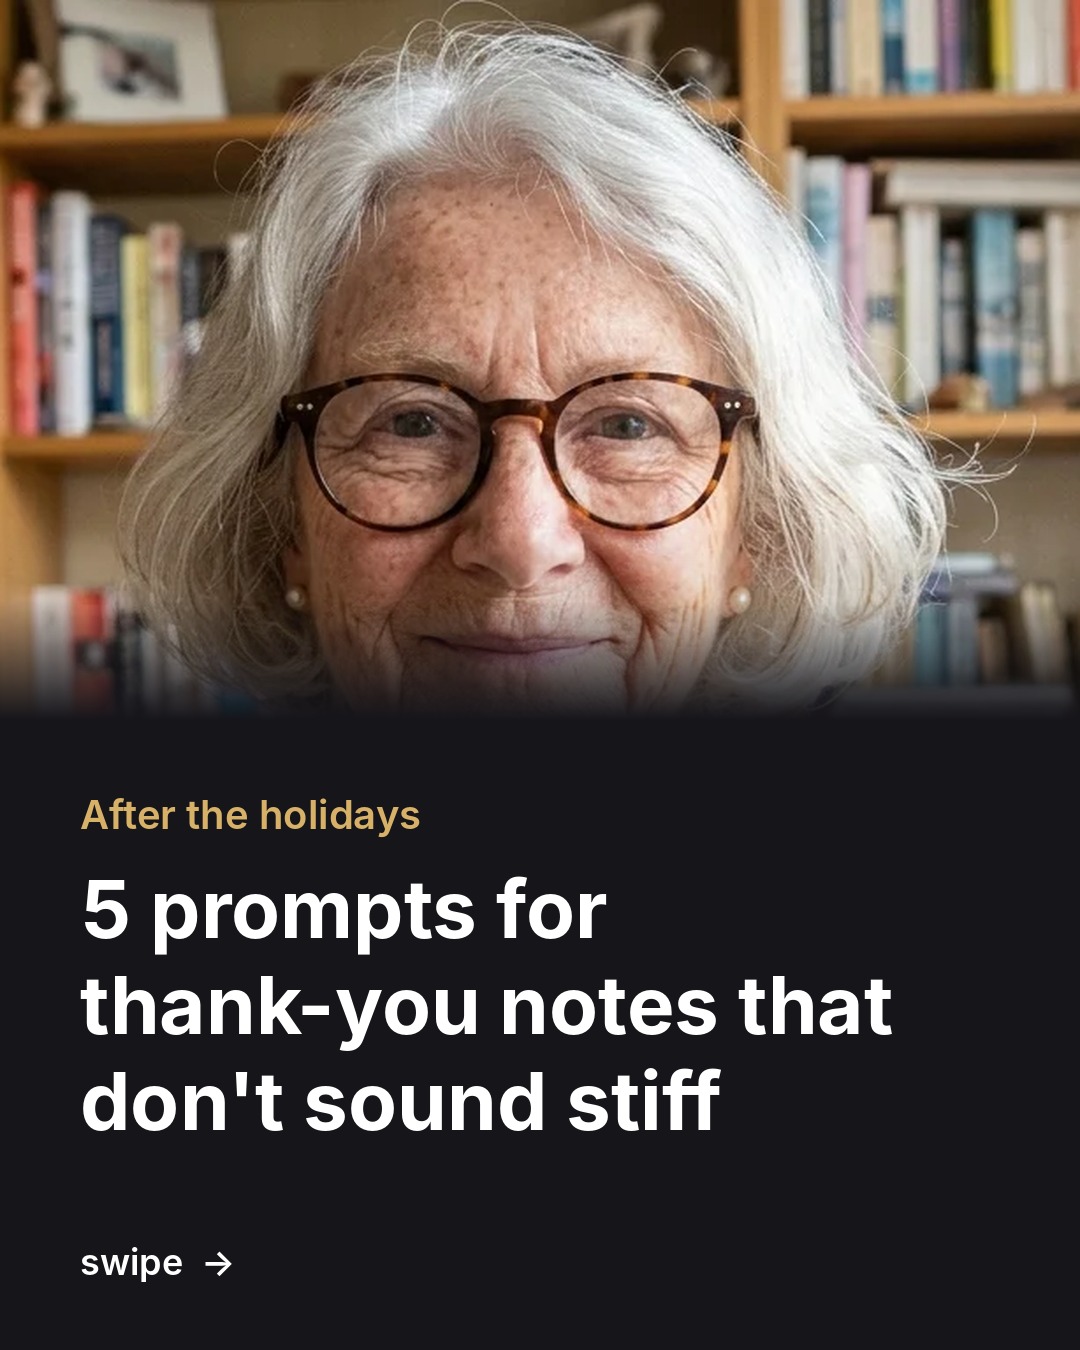 After the holidays
5 prompts for
thank-you notes that
don't sound stiff
swipe →